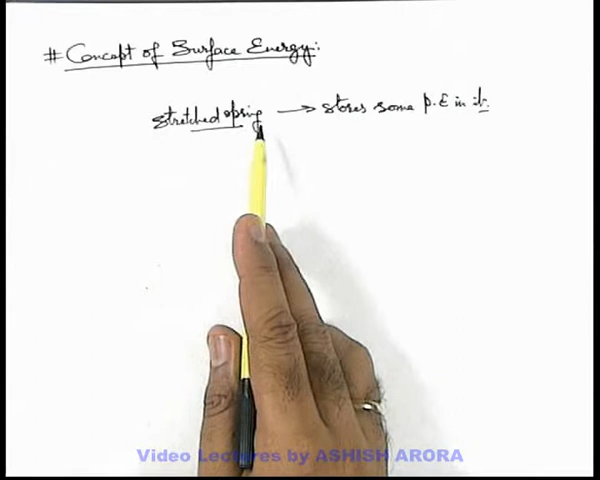 # Concept of Surface Energy:
stretched spring → stores some P.E in it.
Video Lectures by ASHISH ARORA